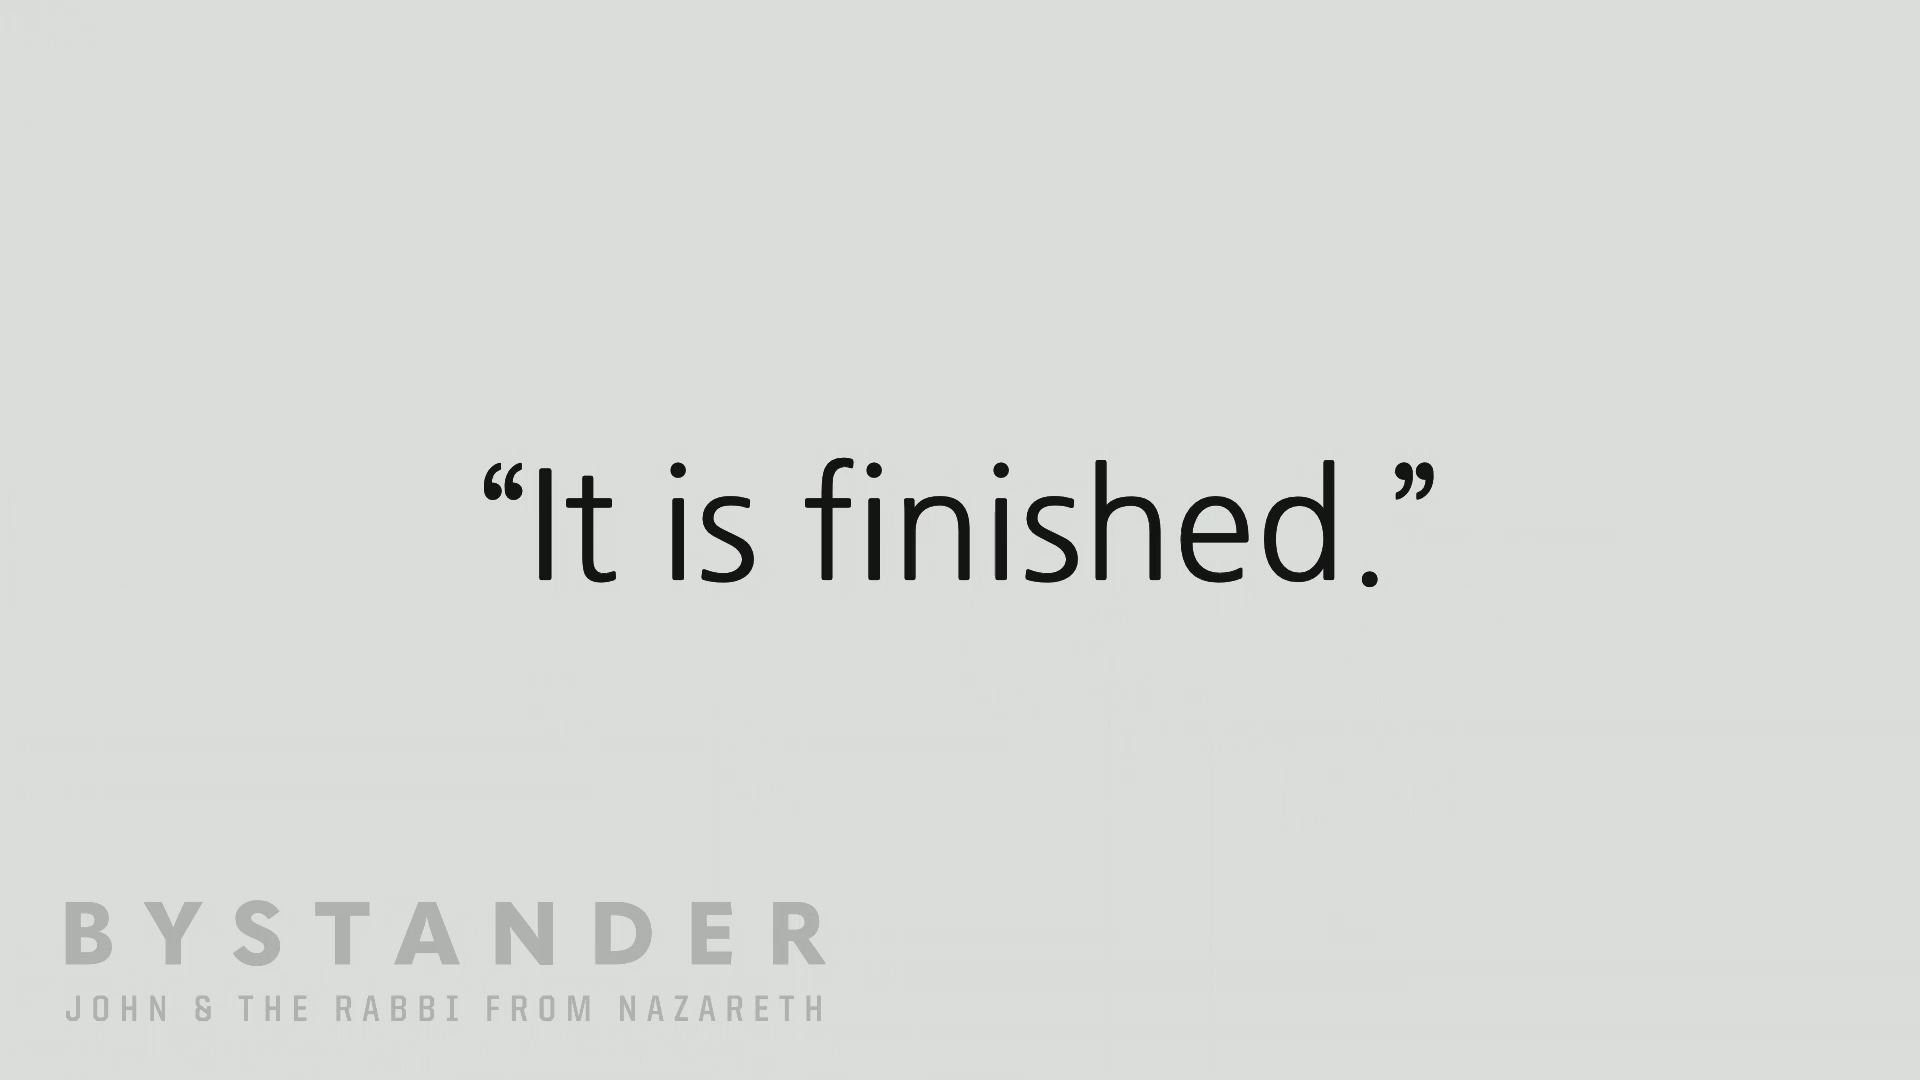 “It is finished.”
BYSTANDER
JOHN & THE RABBI FROM NAZARETH